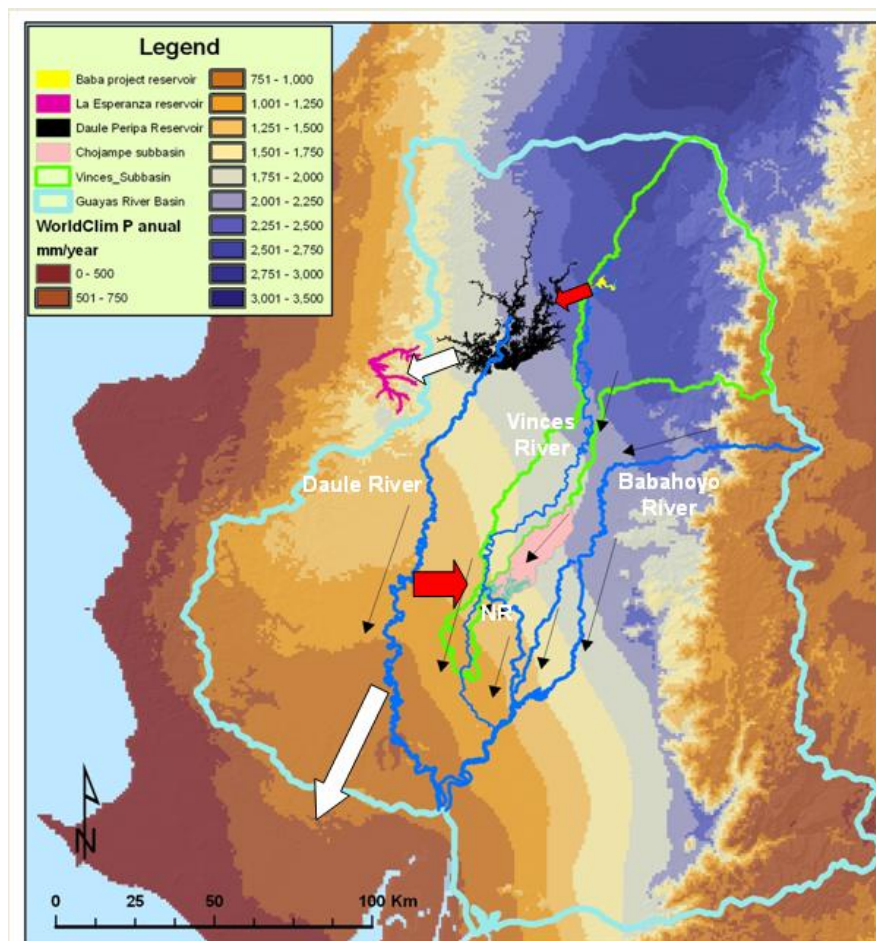 Legend
Baba project reservoir
La Esperanza reservoir
Daule Peripa Reservoir
Chojampe subbasin
Vinces_Subbasin
Guayas River Basin
WorldClim P anual
mm/year
0 - 500
501 - 750
751 - 1,000
1,001 - 1,250
1,251 - 1,500
1,501 - 1,750
1,751 - 2,000
2,001 - 2,250
2,251 - 2,500
2,501 - 2,750
2,751 - 3,000
3,001 - 3,500
Vinces
River
Daule River
Babahoyo
River
NR
N
0 25 50 100 Km